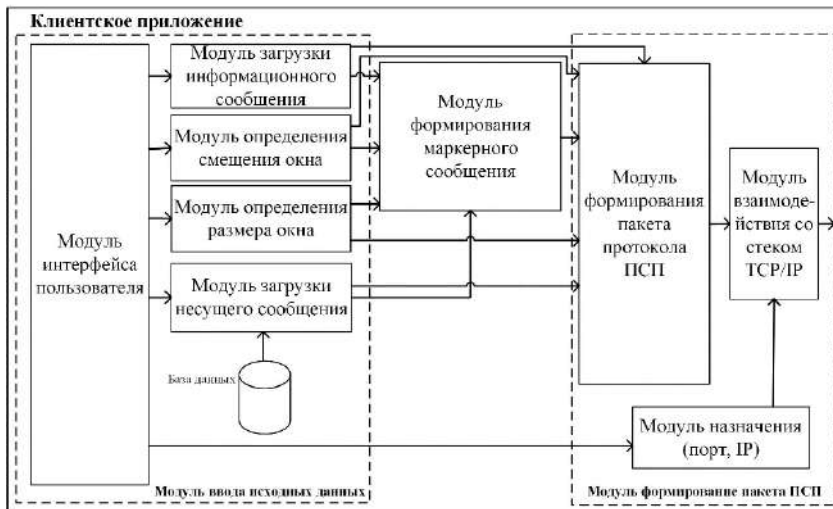 Клиентское приложение
Модуль
интерфейса
пользователя
Модуль загрузки
информационного
сообщения
Модуль определения
смещения окна
Модуль определения
размера окна
Модуль загрузки
несущего сообщения
База данных
Модуль ввода исходных данных
Модуль
формирования
маркерного
сообщения
Модуль
формирования
пакета
протокола
ПСП
Модуль
взаимоде-
йствия со
стеком
TCP/IP
Модуль назначения
(порт, IP)
Модуль формирование пакета ПСП